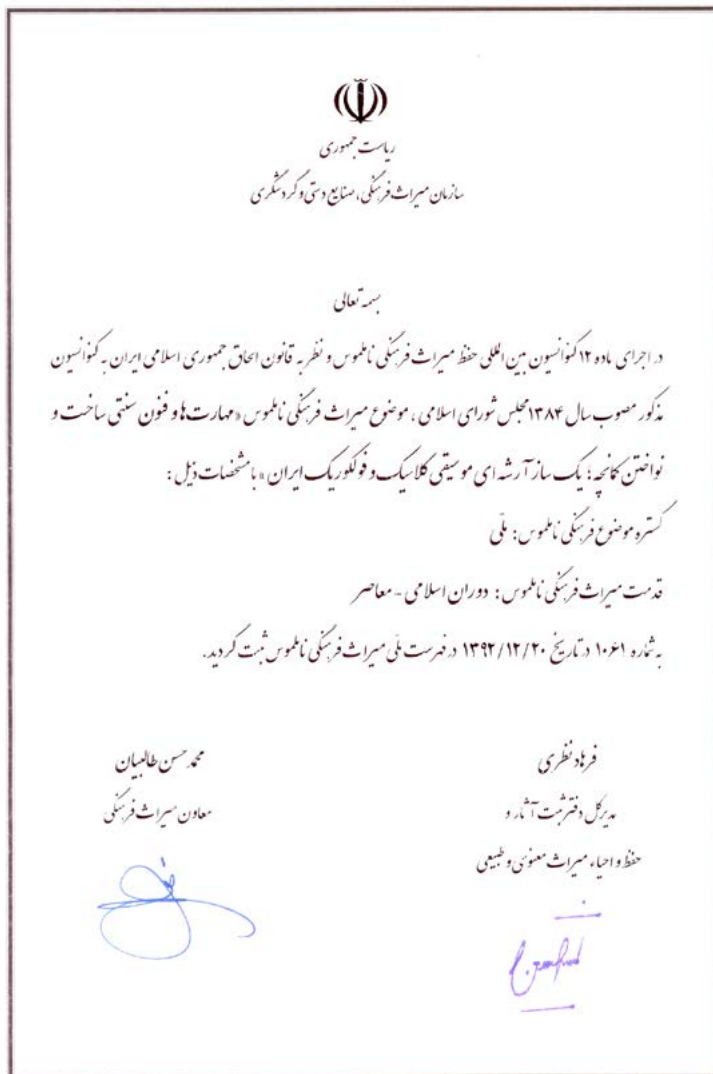 ریاست جمهوری
سازمان میراث فرهنگی، صنایع دستی و گردشگری
بسمه تعالی
در اجرای ماده ۱۲ کنوانسیون بین المللی حفظ میراث فرهنگی ناملموس و نظر به قانون الحاق جمهوری اسلامی ایران به کنوانسیون
مذکور مصوب سال ۱۳۸۴ مجلس شورای اسلامی، موضوع میراث فرهنگی ناملموس «مهارت ها و فنون سنتی ساخت و
نواختن کمانچه؛ یک ساز آرشه ای موسیقی کلاسیک و فولکوریک ایران» با مشخصات ذیل:
گستره موضوع فرهنگی ناملموس: ملّی
قدمت میراث فرهنگی ناملموس: دوران اسلامی - معاصر
به شماره ۱۰۶۱ در تاریخ ۱۳۹۲/۱۲/۲۰ در فهرست ملّی میراث فرهنگی ناملموس ثبت گردید.
فرهاد نظری
مدیرکل دفتر ثبت آثار و
حفظ و احیاء میراث معنوی و طبیعی
محمد حسن طالبیان
معاون میراث فرهنگی